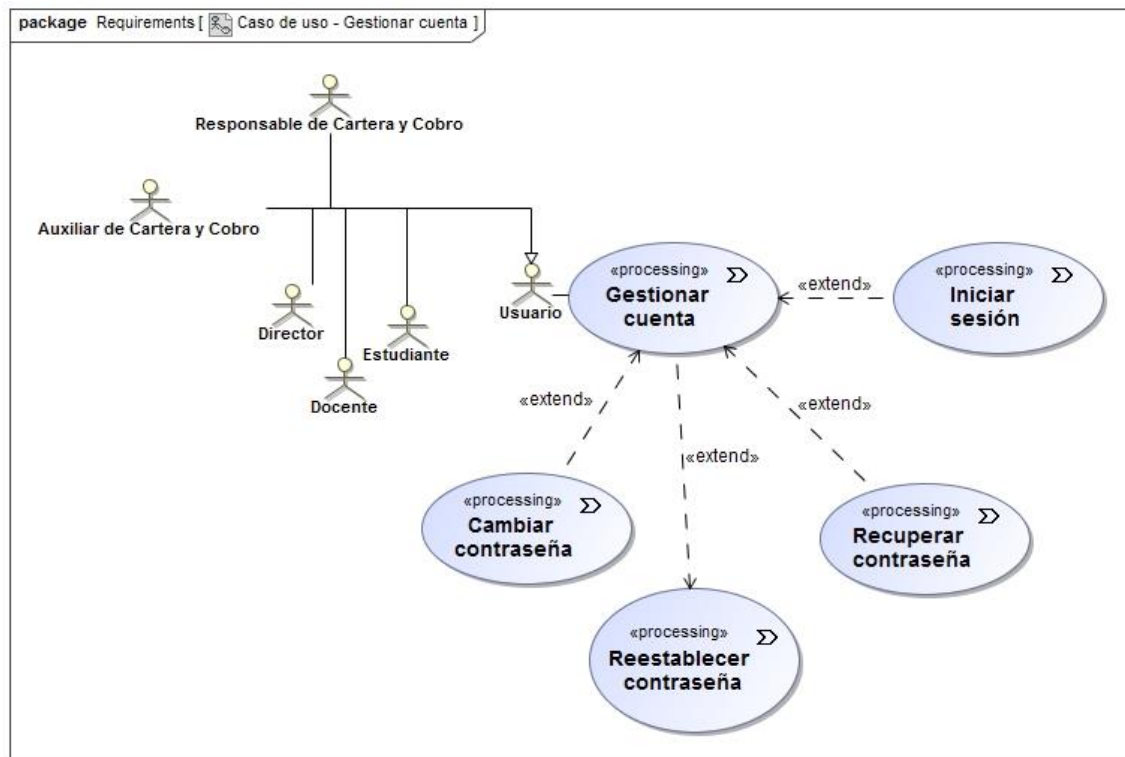 package Requirements [ Caso de uso - Gestionar cuenta ]
Responsable de Cartera y Cobro
Auxiliar de Cartera y Cobro
Director
Docente
Estudiante
Usuario
«processing»
Gestionar
cuenta
«extend»
«processing»
Iniciar
sesión
«extend»
«extend»
«extend»
«processing»
Cambiar
contraseña
«processing»
Recuperar
contraseña
«processing»
Reestablecer
contraseña